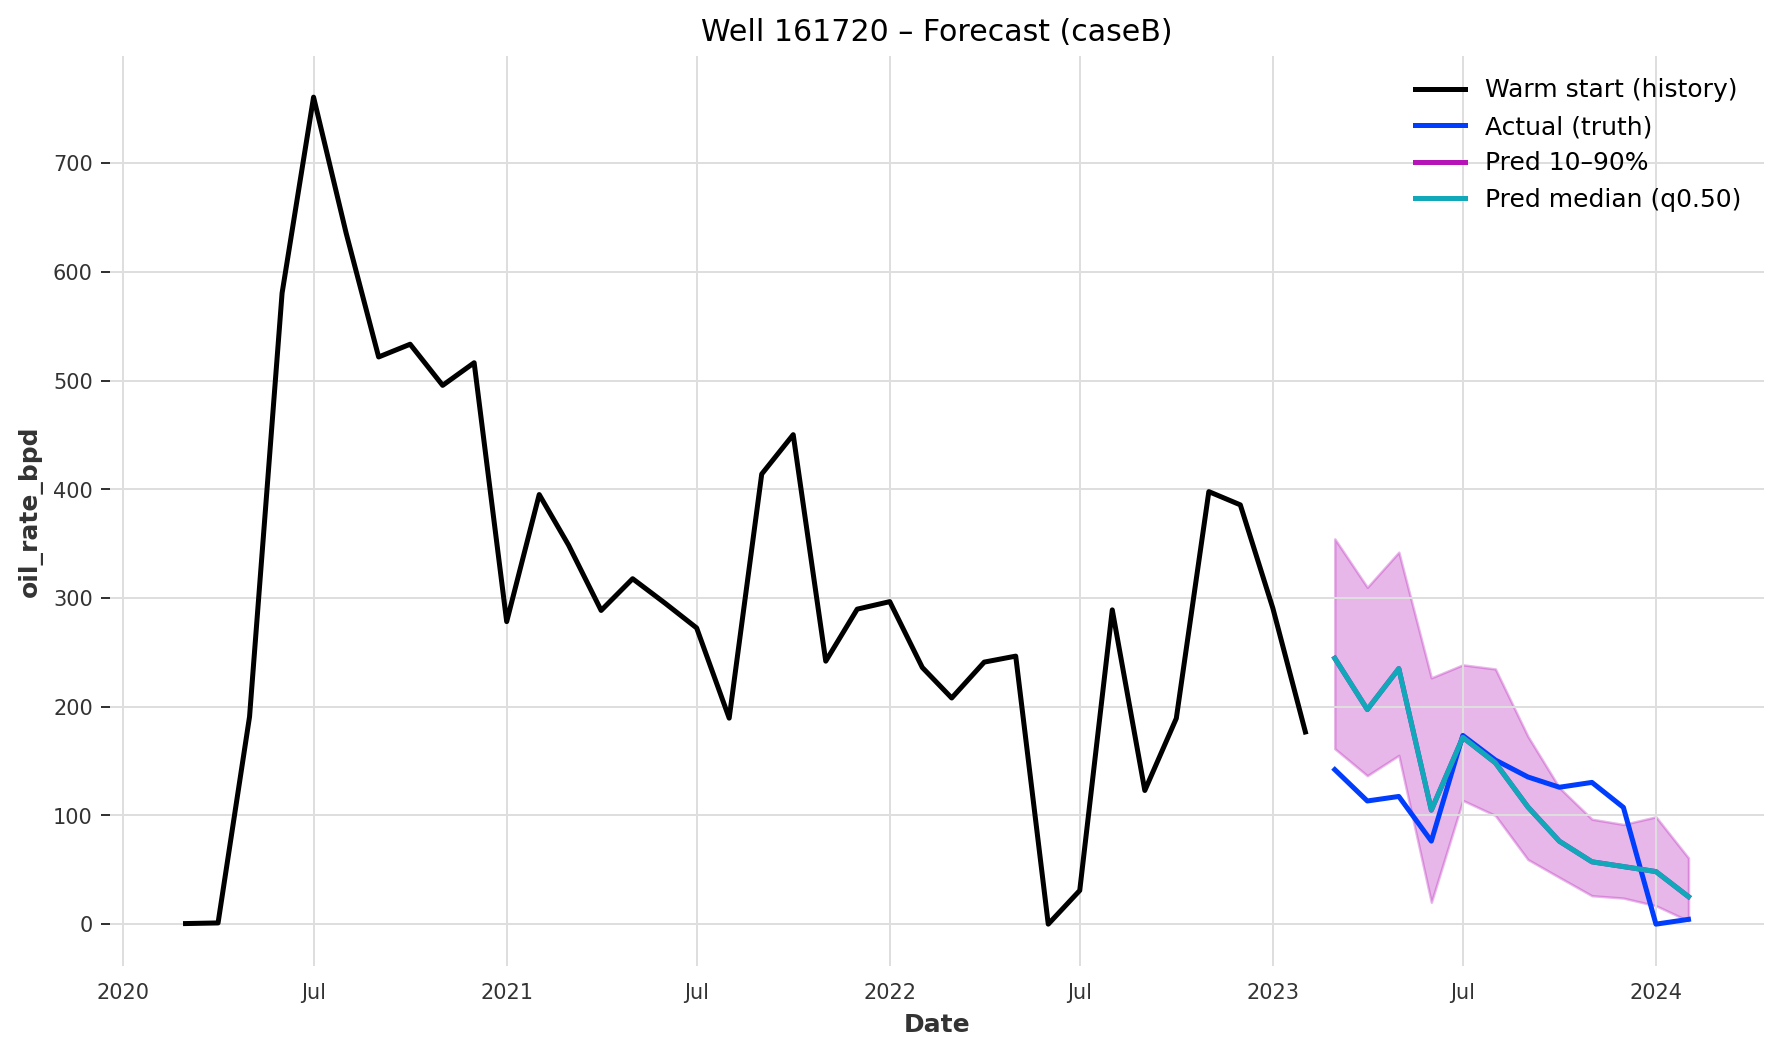 Well 161720 – Forecast (caseB)
Warm start (history)
Actual (truth)
Pred 10–90%
Pred median (q0.50)
oil_rate_bpd
700
600
500
400
300
200
100
0
2020
Jul
2021
Jul
2022
Jul
2023
Jul
2024
Date